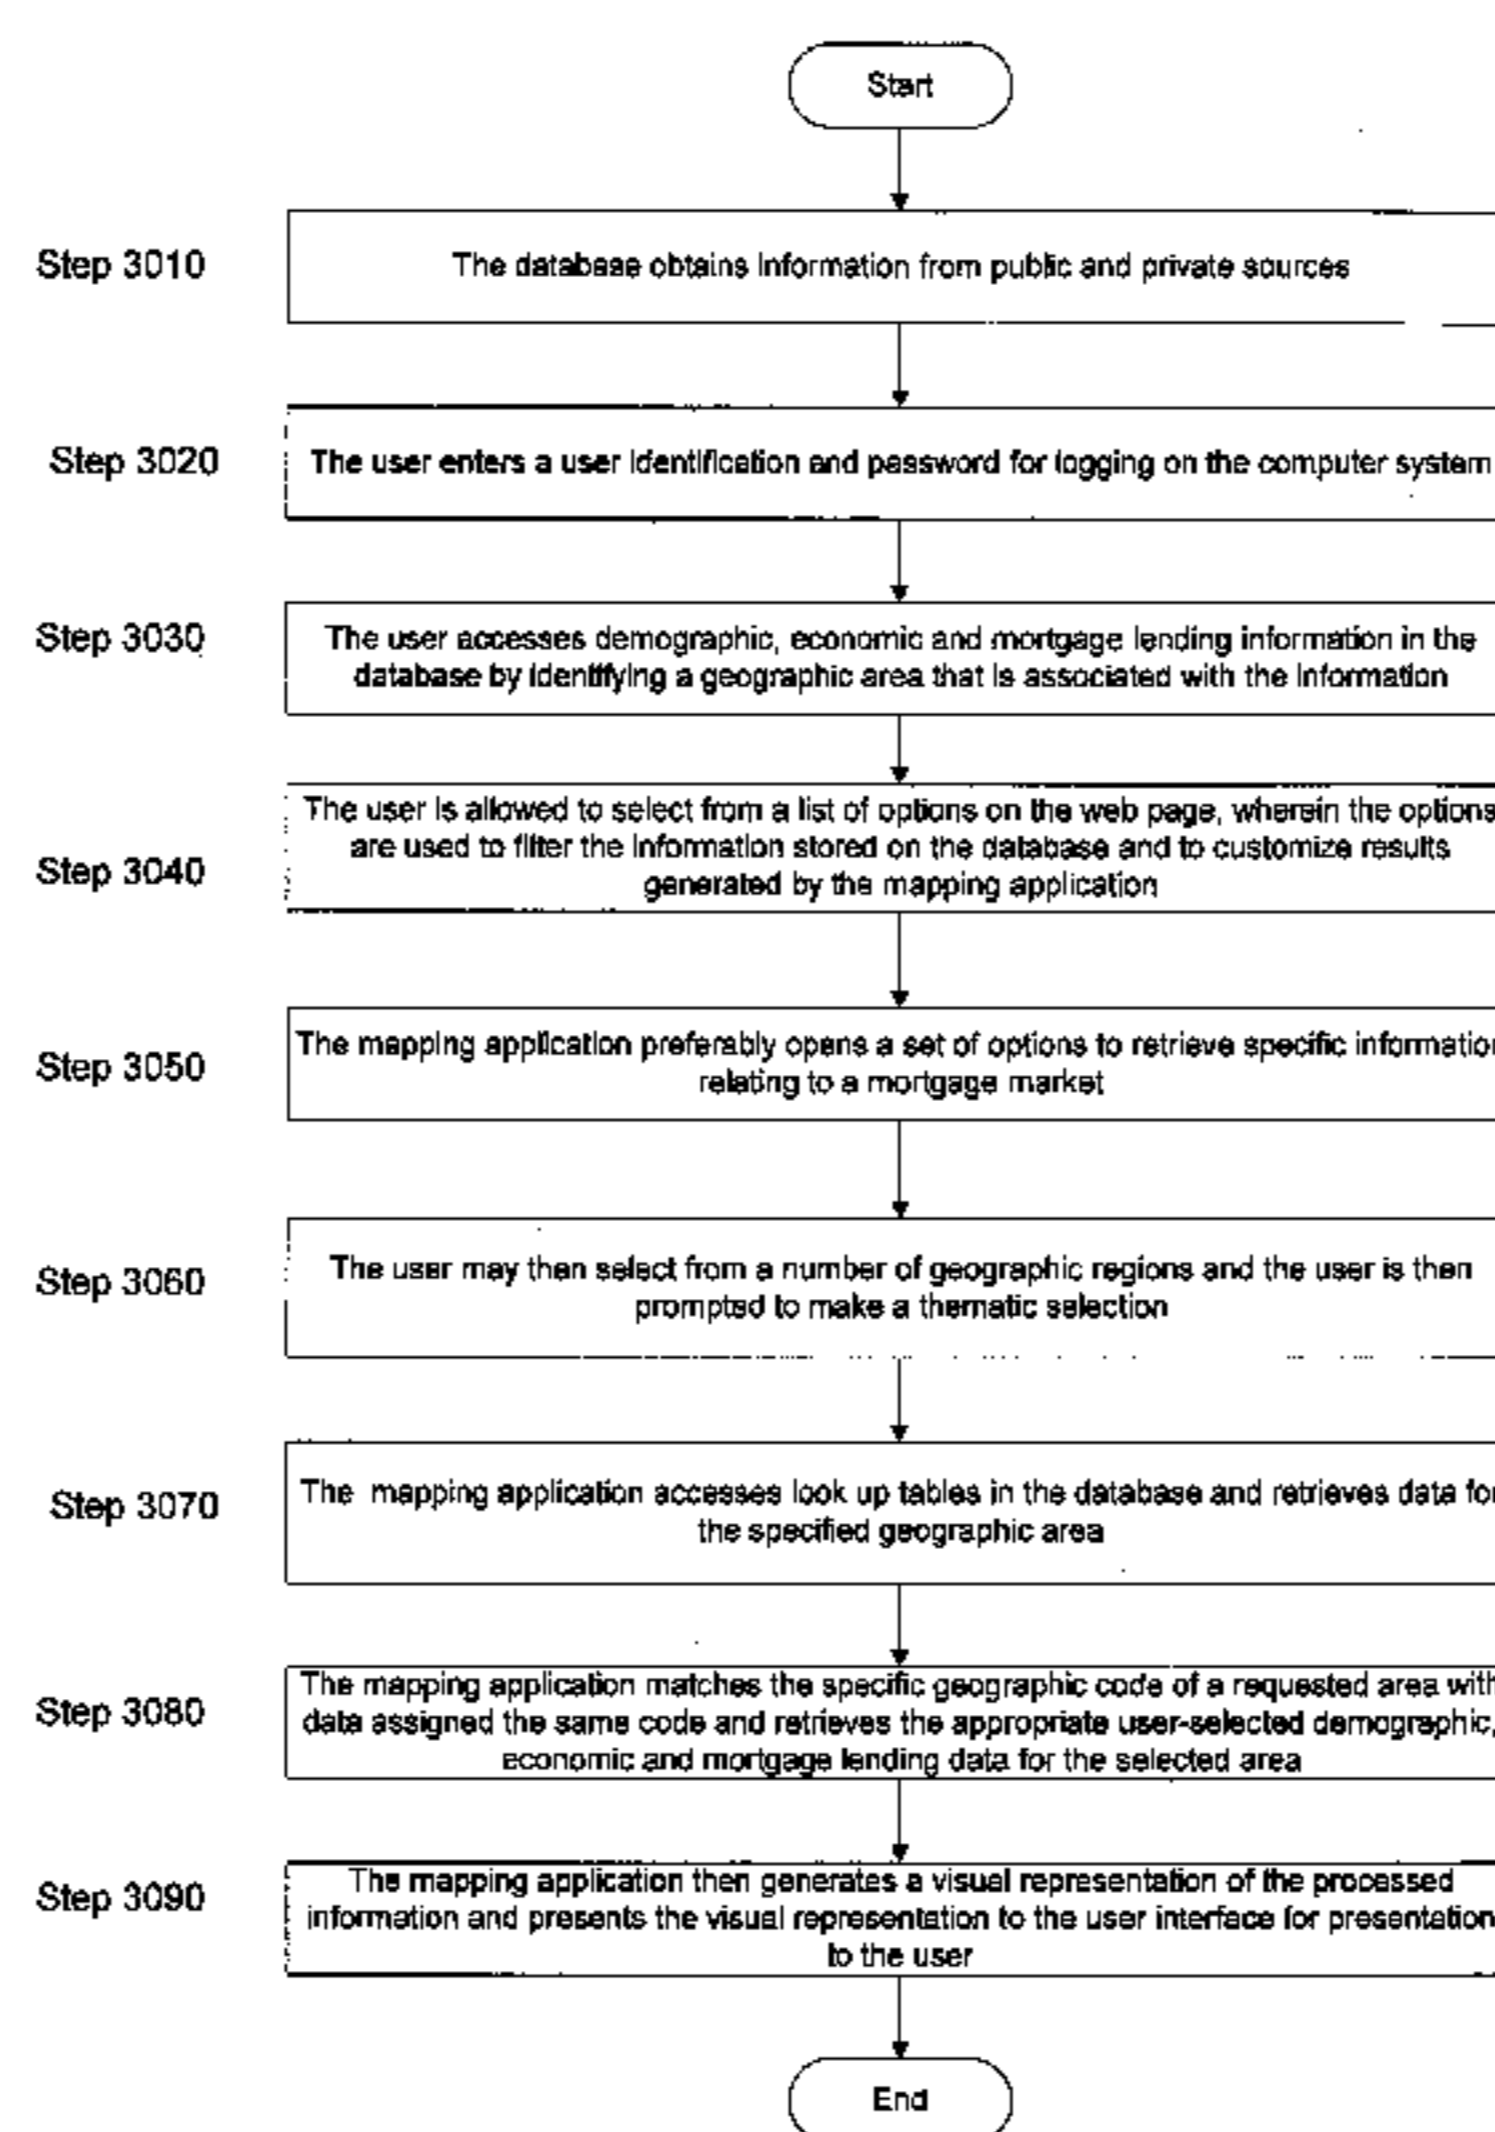 Start
Step 3010
The database obtains information from public and private sources
Step 3020
The user enters a user identification and password for logging on the computer system
Step 3030
The user accesses demographic, economic and mortgage lending information in the
database by identifying a geographic area that is associated with the information
Step 3040
The user is allowed to select from a list of options on the web page, wherein the options
are used to filter the information stored on the database and to customize results
generated by the mapping application
Step 3050
The mapping application preferably opens a set of options to retrieve specific information
relating to a mortgage market
Step 3060
The user may then select from a number of geographic regions and the user is then
prompted to make a thematic selection
Step 3070
The mapping application accesses look up tables in the database and retrieves data for
the specified geographic area
Step 3080
The mapping application matches the specific geographic code of a requested area with
data assigned the same code and retrieves the appropriate user-selected demographic,
economic and mortgage lending data for the selected area
Step 3090
The mapping application then generates a visual representation of the processed
information and presents the visual representation to the user interface for presentation
to the user
End